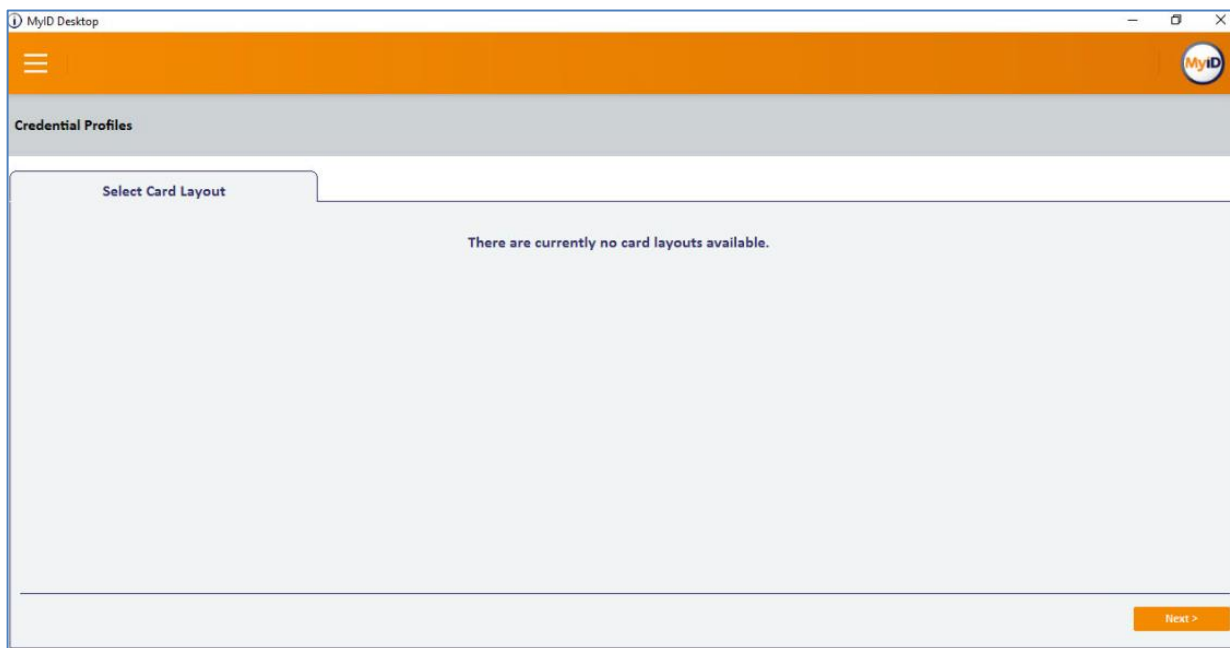 MyID Desktop
MyID
Credential Profiles
Select Card Layout
There are currently no card layouts available.
Next >